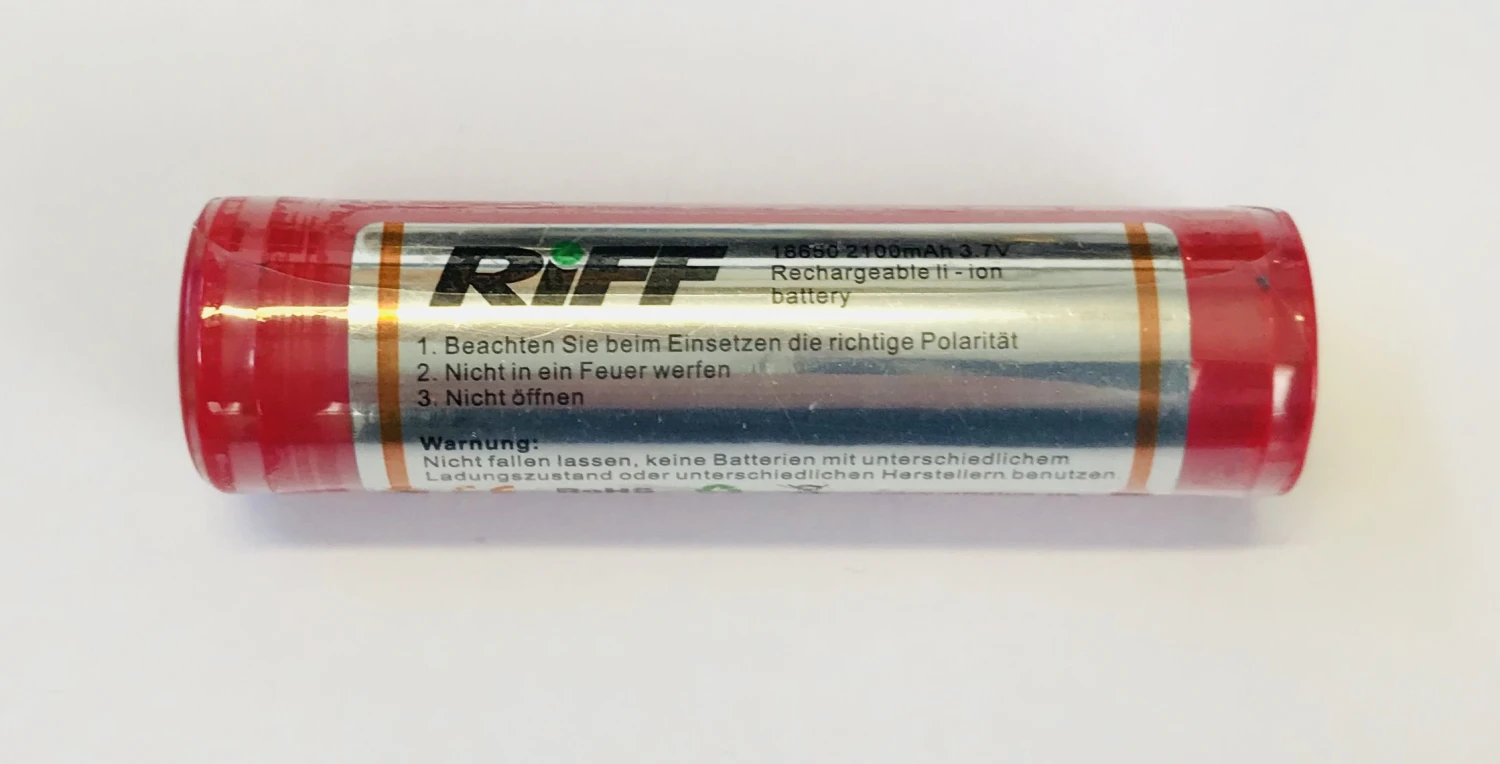 RiFF
18650 2100mAh 3.7V
Rechargeable li - ion
battery
1. Beachten Sie beim Einsetzen die richtige Polarität
2. Nicht in ein Feuer werfen
3. Nicht öffnen
Warnung:
Nicht fallen lassen, keine Batterien mit unterschiedlichem
Ladungszustand oder unterschiedlichen Herstellern benutzen.
RoHS